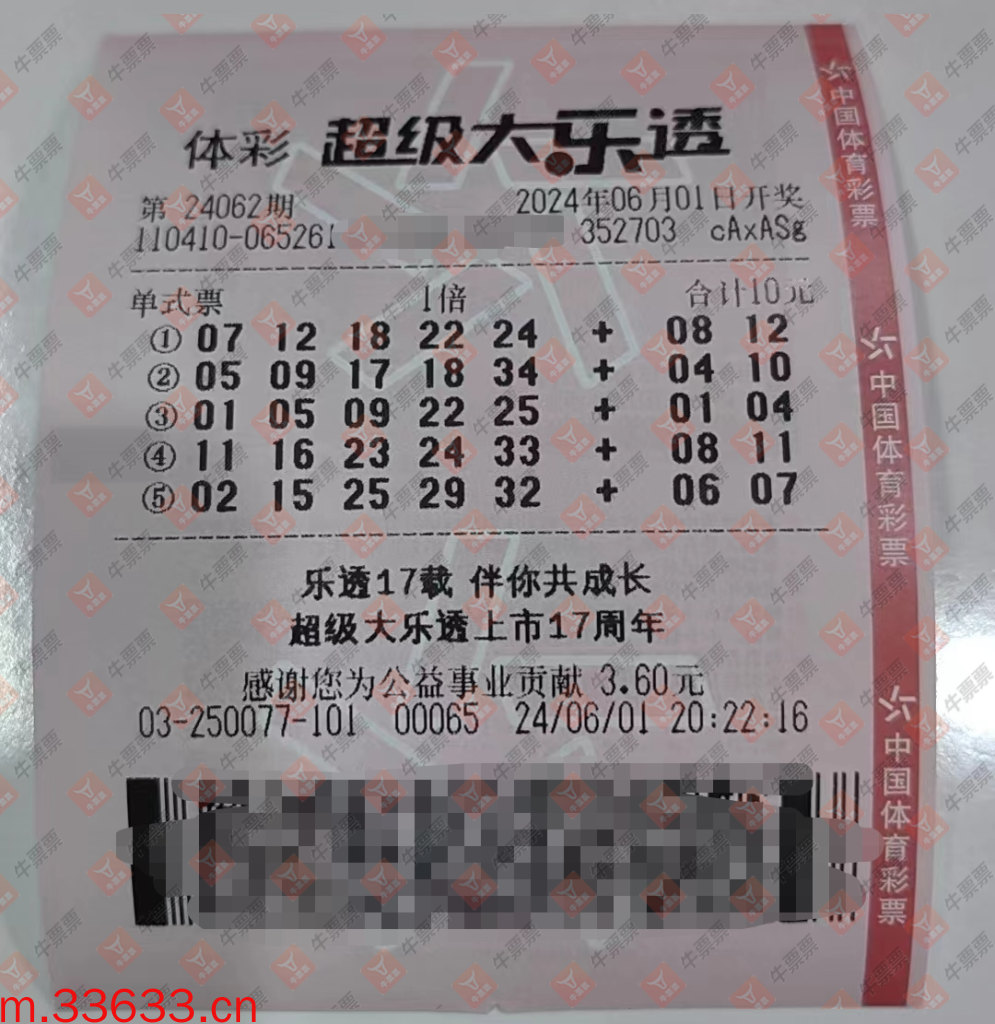 体彩 超级大乐透
第 24062期 2024年06月01日开奖
110410-065261 352703 cAxASg
单式票 1倍 合计10元
① 07 12 18 22 24 + 08 12
② 05 09 17 18 34 + 04 10
③ 01 05 09 22 25 + 01 04
④ 11 16 23 24 33 + 08 11
⑤ 02 15 25 29 32 + 06 07
乐透17载 伴你共成长
超级大乐透上市17周年
感谢您为公益事业贡献 3.60元
03-250077-101 00065 24/06/01 20:22:16
中国体育彩票
中国体育彩票
中国体育彩票
牛票票
m.33633.cn